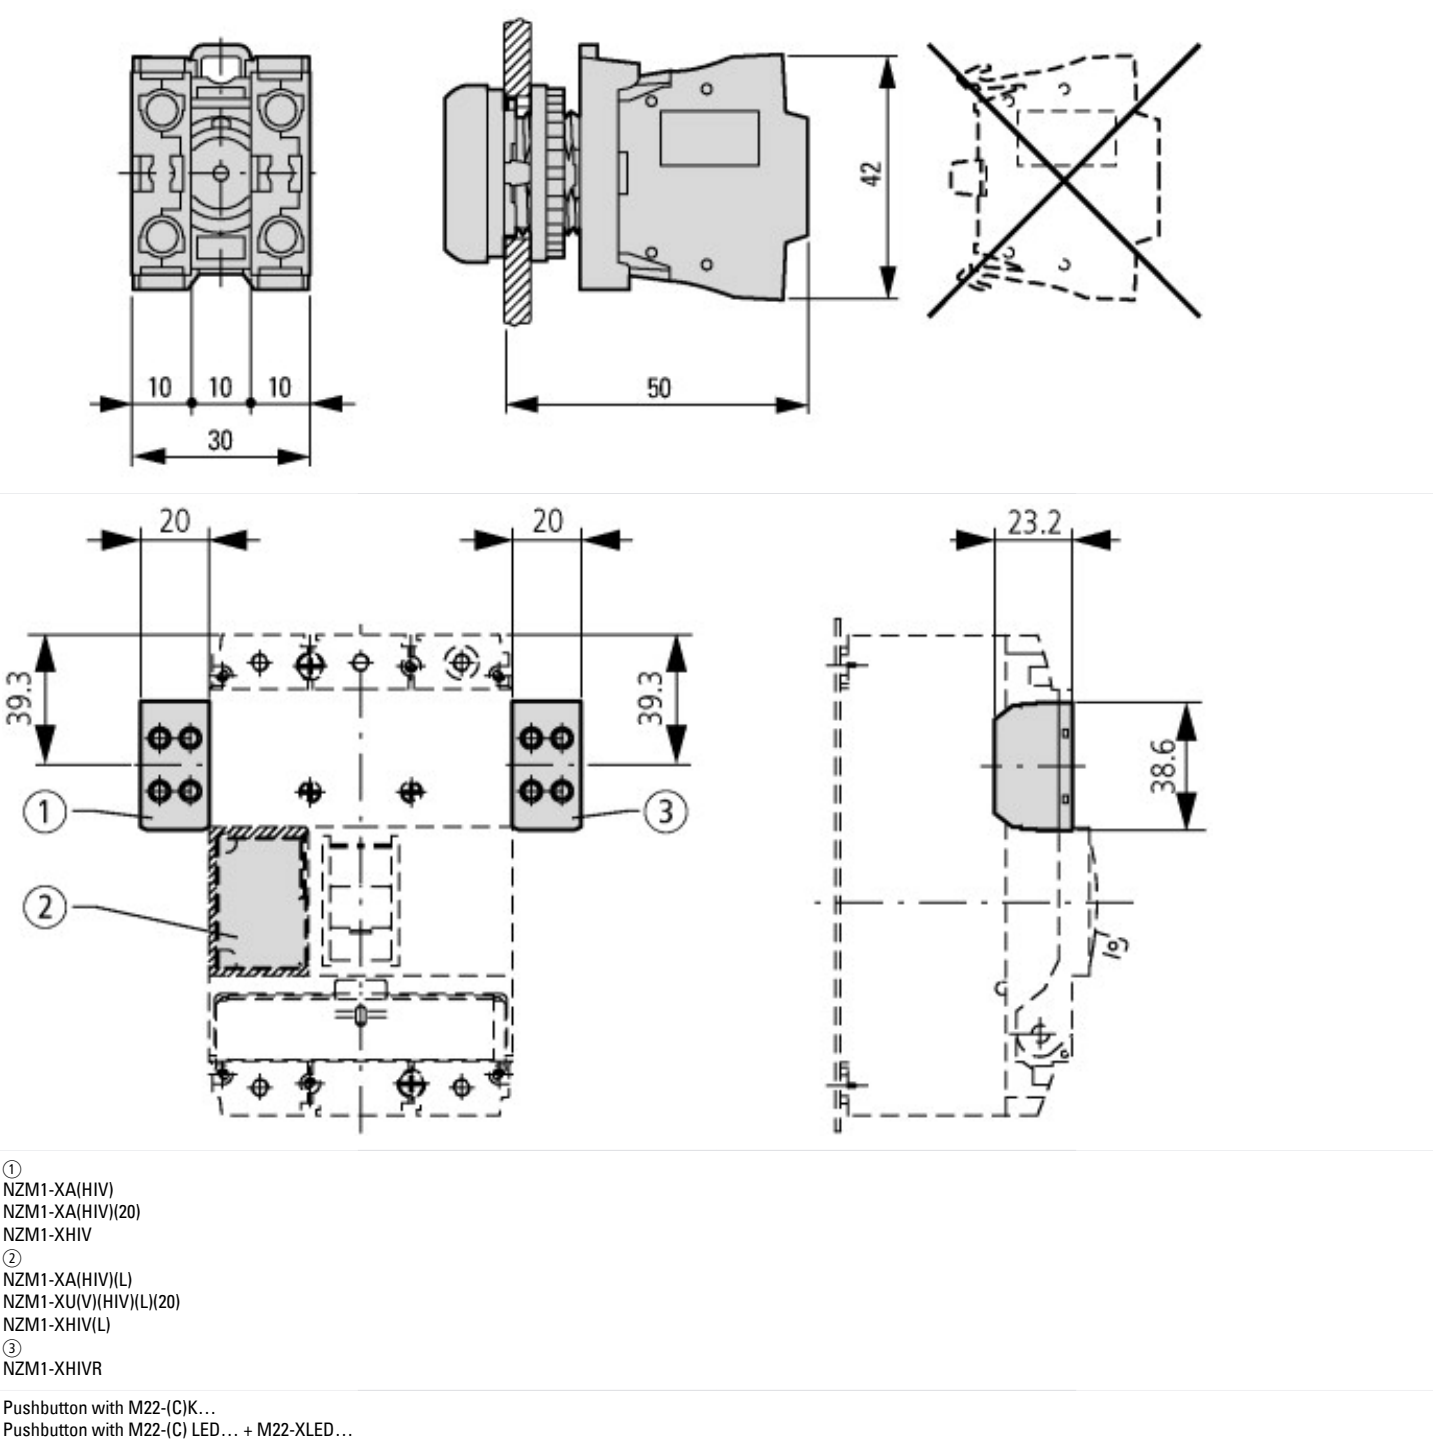 42
10 10 10
50
30
20
20
23.2
39.3
39.3
38.6
1
3
2
①
NZM1-XA(HIV)
NZM1-XA(HIV)(20)
NZM1-XHIV
②
NZM1-XA(HIV)(L)
NZM1-XU(V)(HIV)(L)(20)
NZM1-XHIV(L)
③
NZM1-XHIVR
Pushbutton with M22-(C)K…
Pushbutton with M22-(C) LED… + M22-XLED…